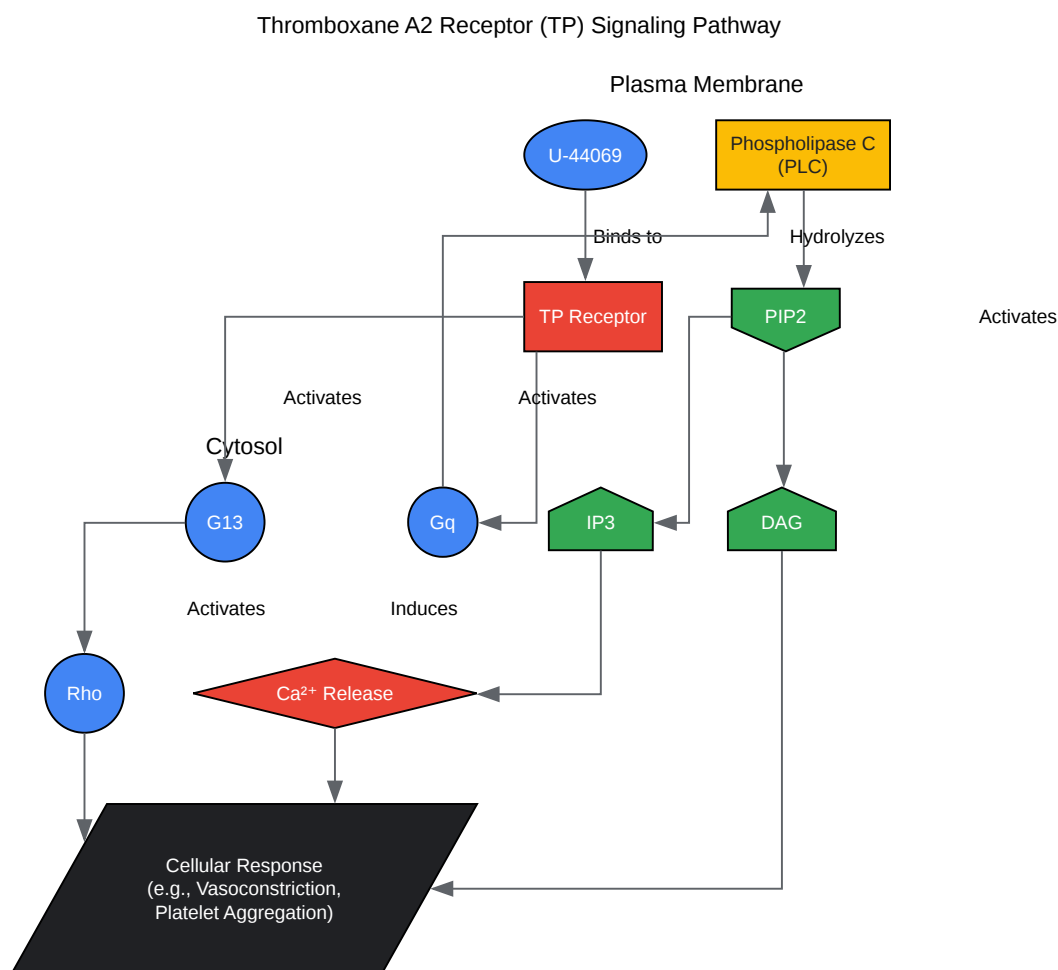 Thromboxane A2 Receptor (TP) Signaling Pathway
Plasma Membrane
U-44069
Phospholipase C
(PLC)
Binds to
Hydrolyzes
TP Receptor
PIP2
Activates
Activates
Activates
Cytosol
G13
Gq
IP3
DAG
Activates
Induces
Rho
Ca²⁺ Release
Cellular Response
(e.g., Vasoconstriction,
Platelet Aggregation)